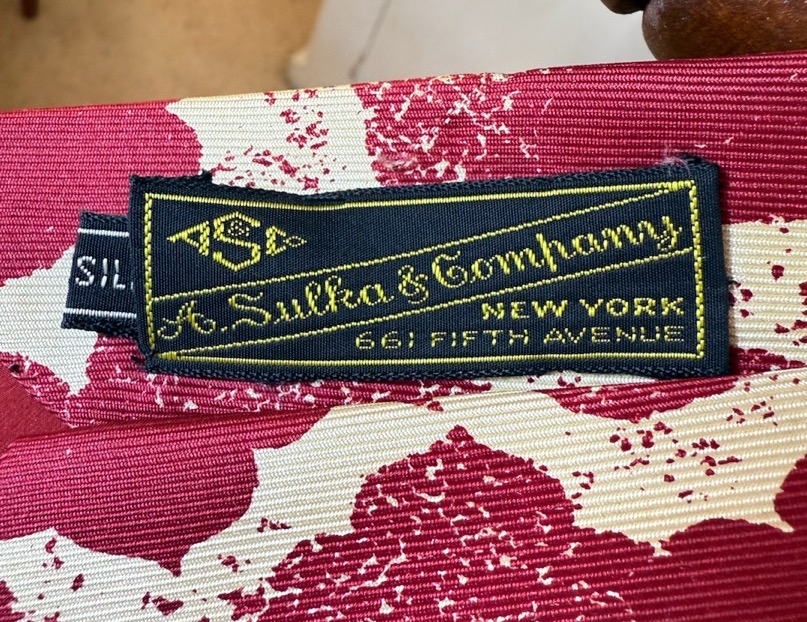 ASCo
A. Sulka & Company
NEW YORK
661 FIFTH AVENUE